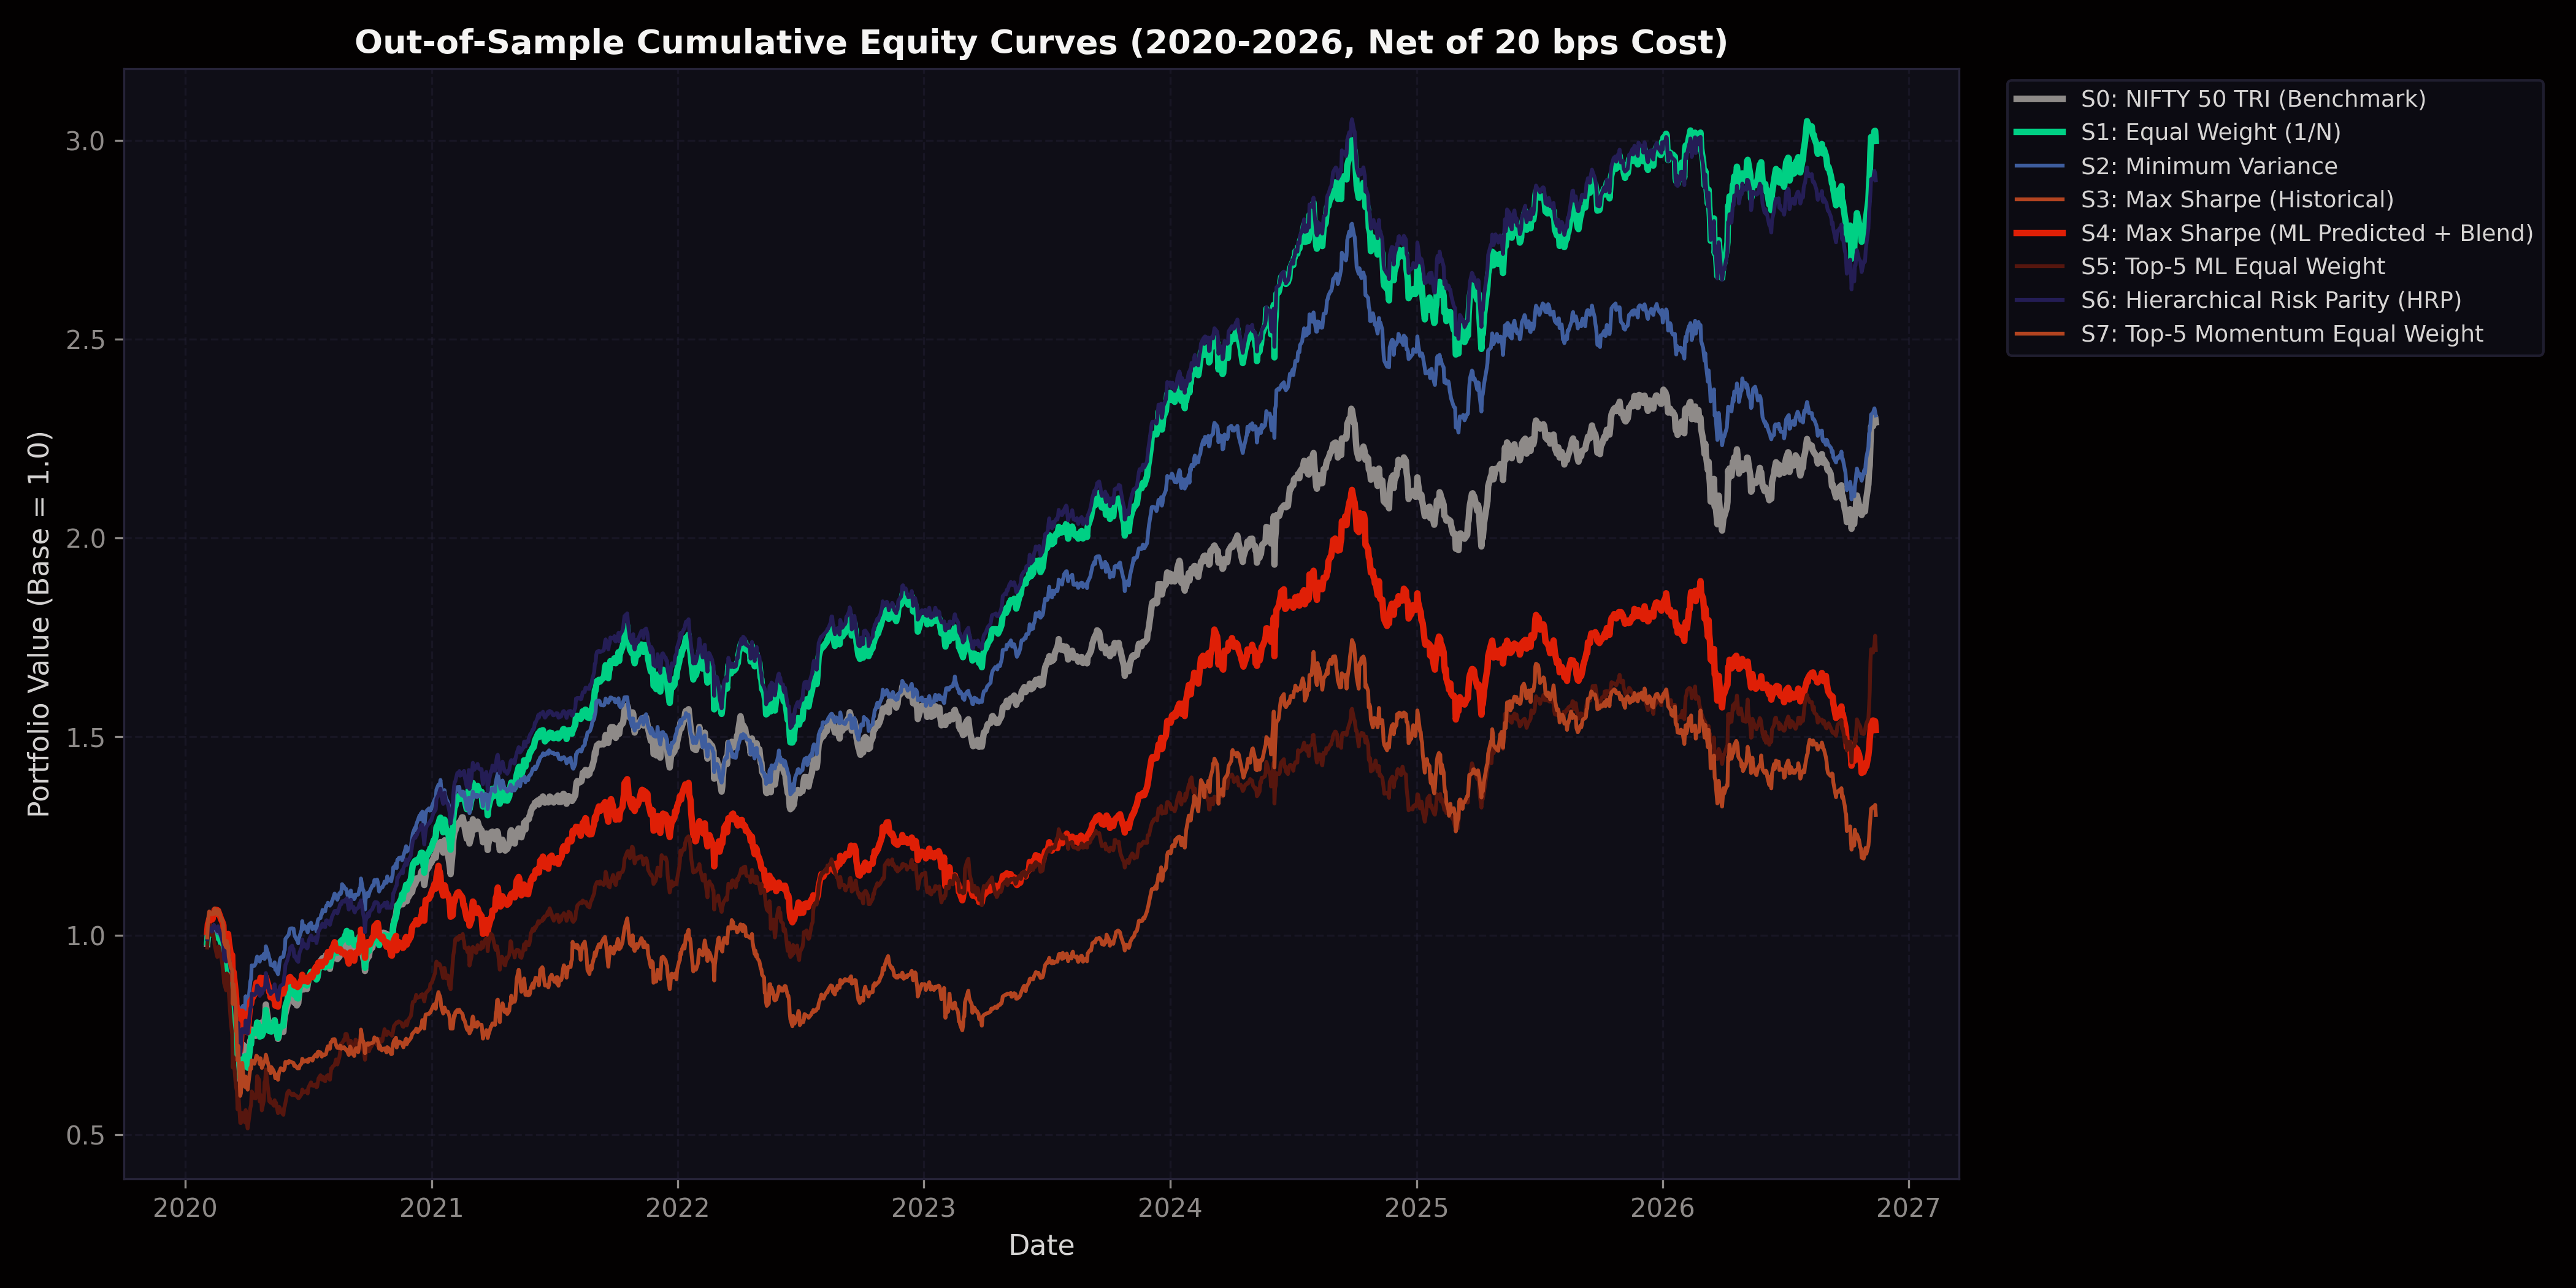 Out-of-Sample Cumulative Equity Curves (2020-2026, Net of 20 bps Cost)
S0: NIFTY 50 TRI (Benchmark)
S1: Equal Weight (1/N)
S2: Minimum Variance
S3: Max Sharpe (Historical)
S4: Max Sharpe (ML Predicted + Blend)
S5: Top-5 ML Equal Weight
S6: Hierarchical Risk Parity (HRP)
S7: Top-5 Momentum Equal Weight
Portfolio Value (Base = 1.0)
3.0
2.5
2.0
1.5
1.0
0.5
2020 2021 2022 2023 2024 2025 2026 2027
Date